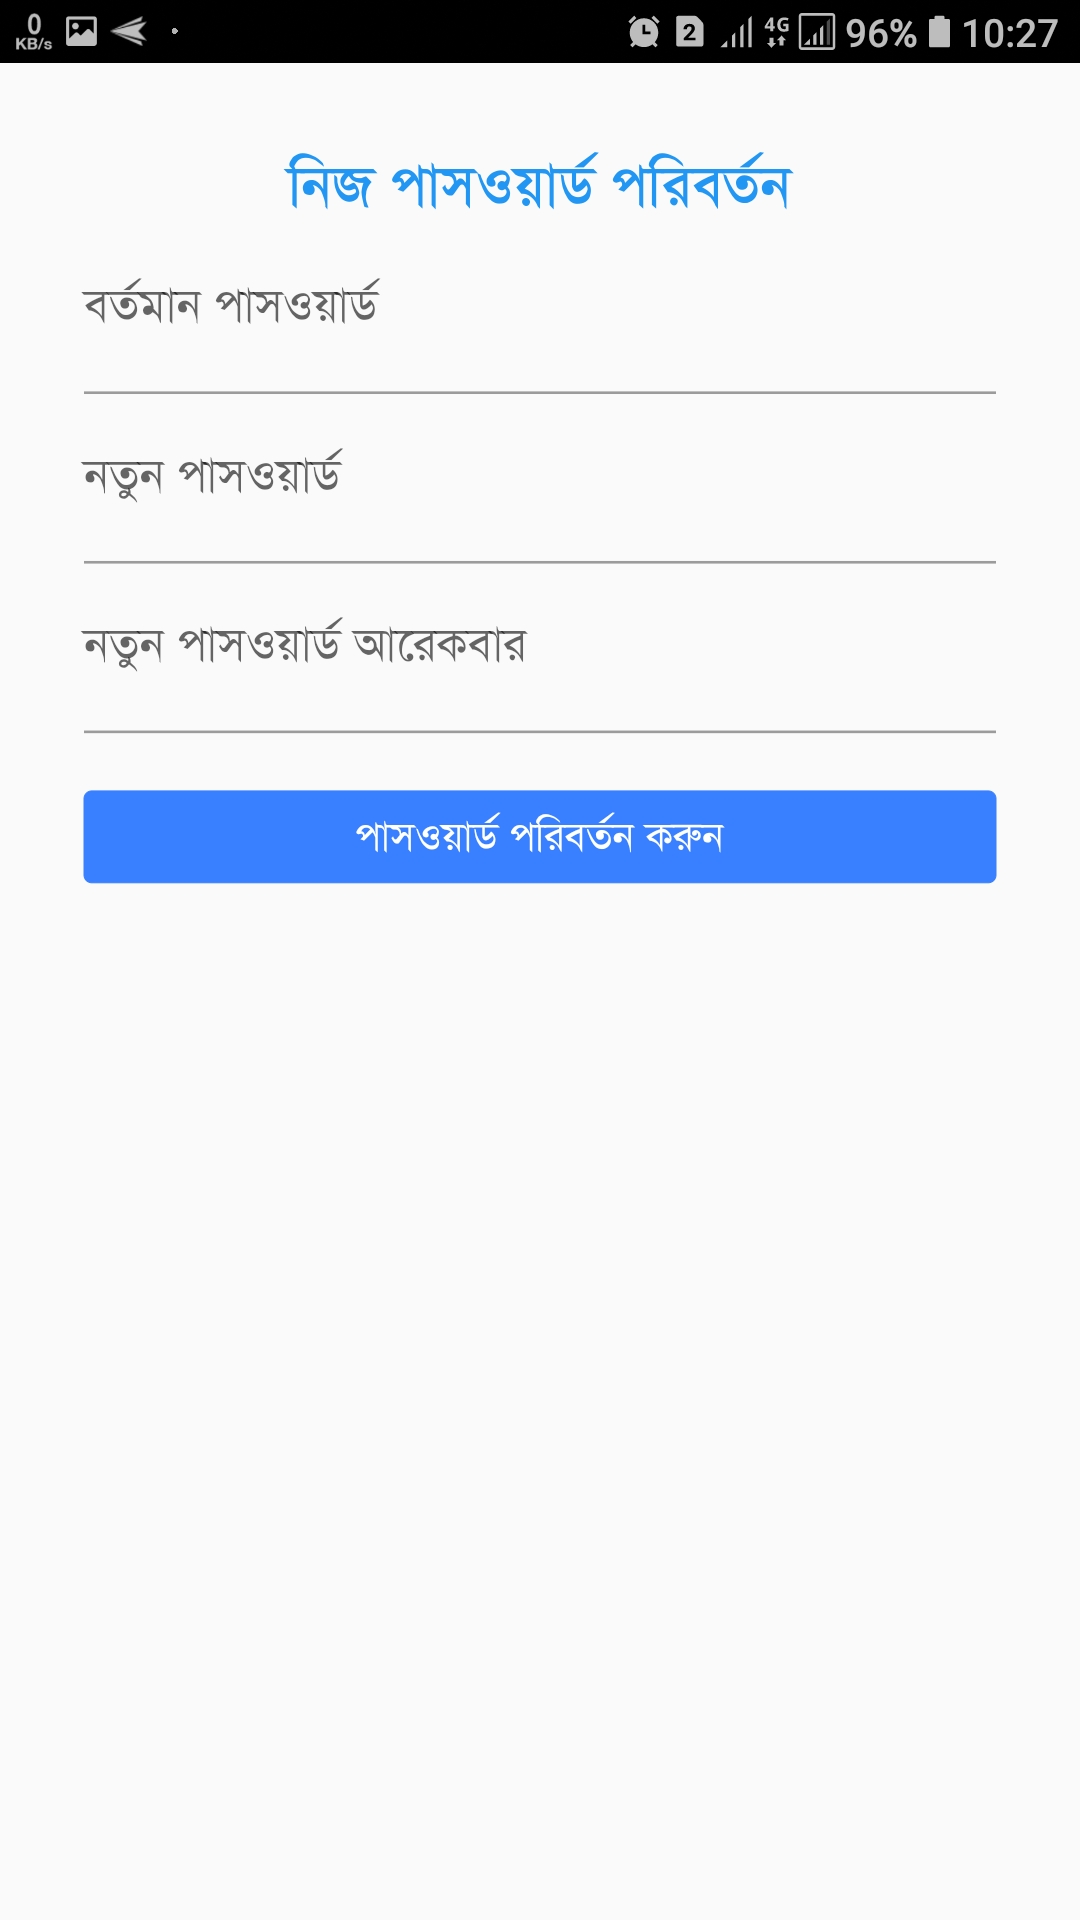 0
KB/s
2
4G
96%
10:27
নিজ পাসওয়ার্ড পরিবর্তন
বর্তমান পাসওয়ার্ড
নতুন পাসওয়ার্ড
নতুন পাসওয়ার্ড আরেকবার
পাসওয়ার্ড পরিবর্তন করুন